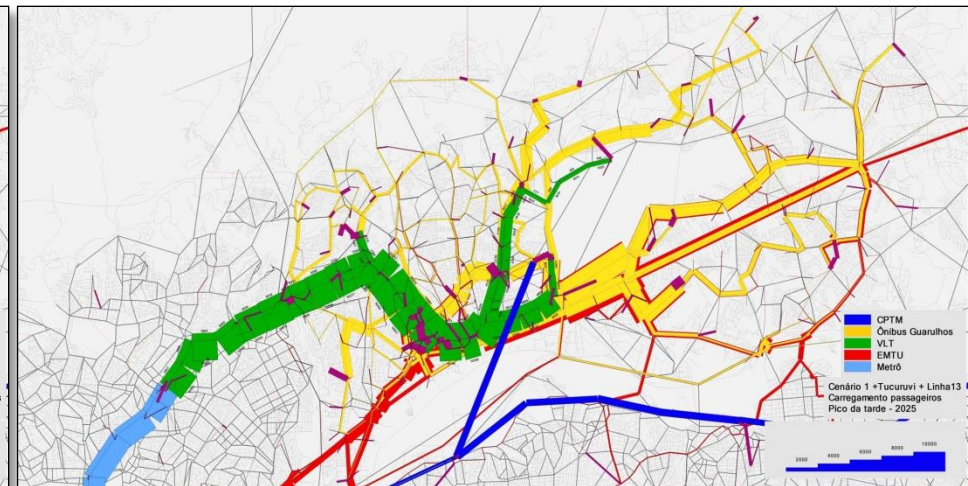 CPTM
Ônibus Guarulhos
VLT
EMTU
Metrô
Cenário 1 +Tucuruvi + Linha13
Carregamento passageiros
Pico da tarde - 2025
2000 4000 6000 8000 10000